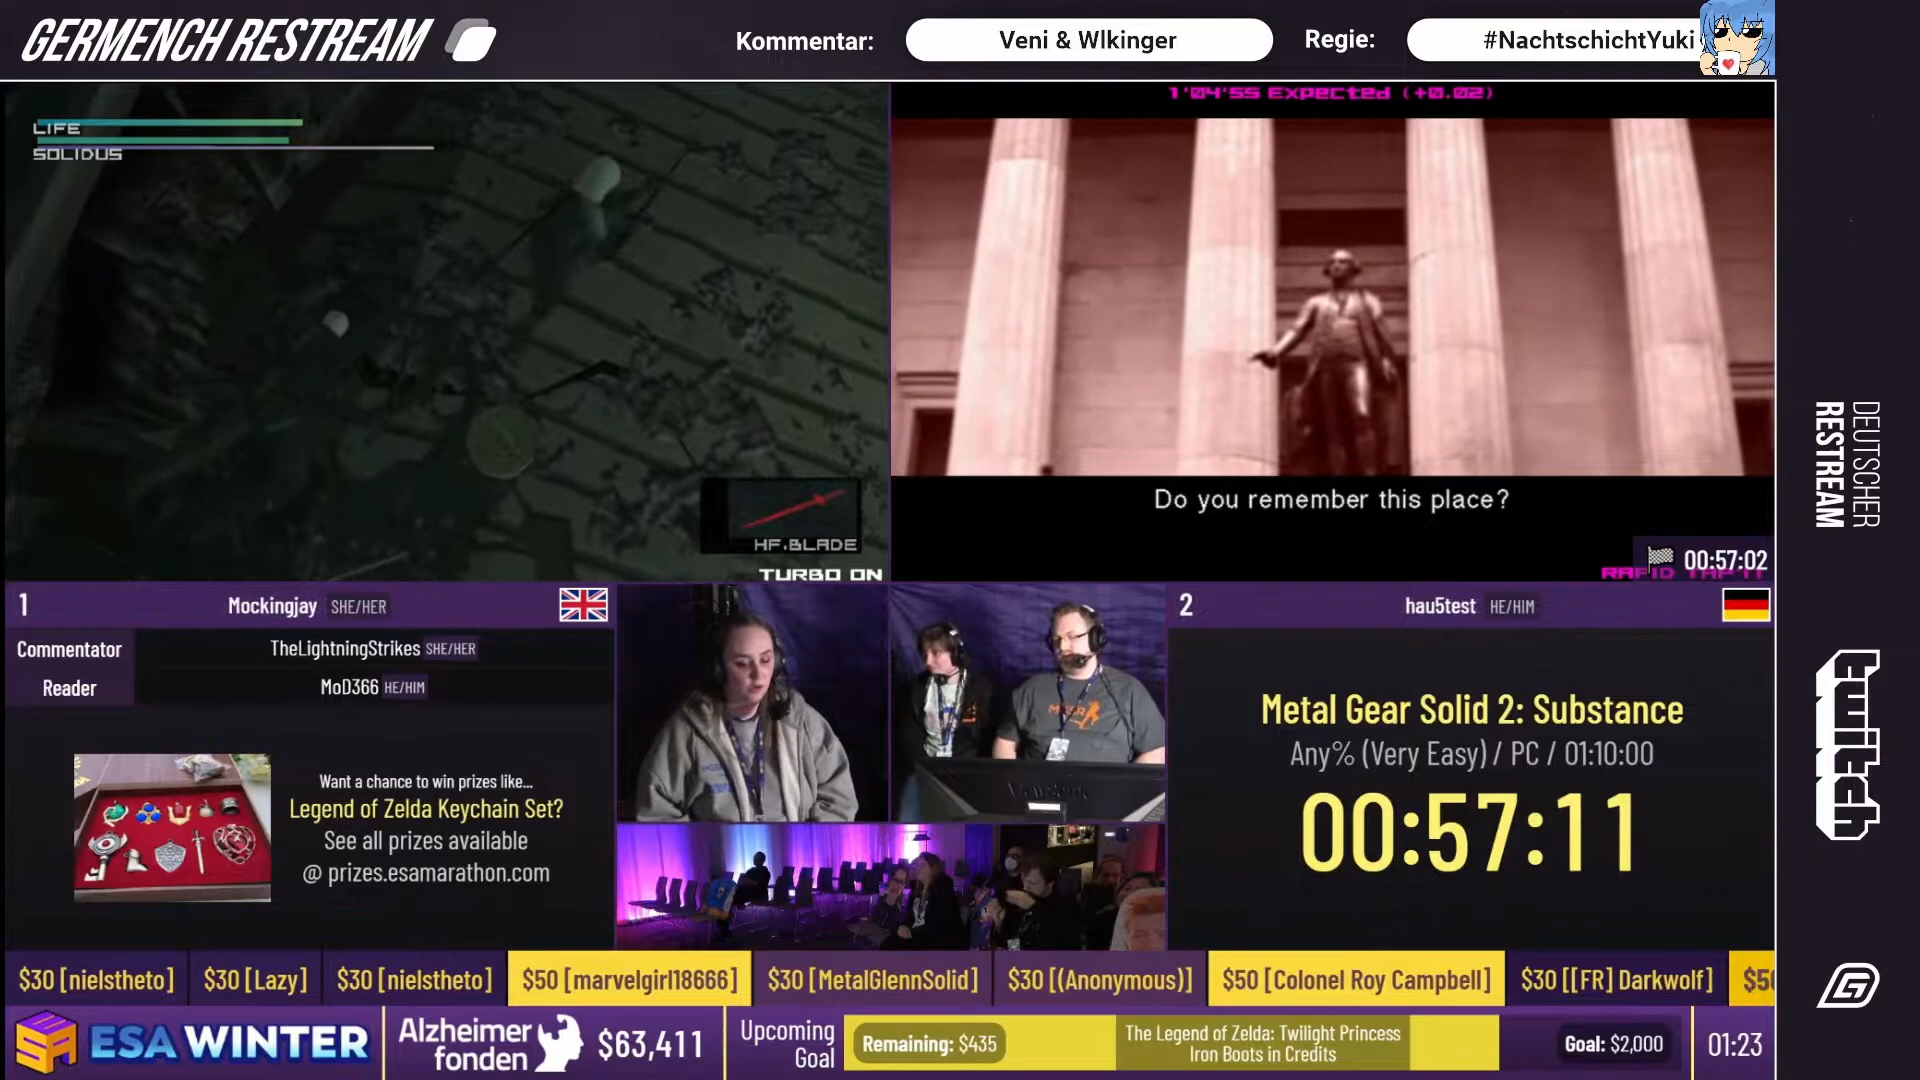 GERMENCH RESTREAM
Kommentar:
Veni & Wlkinger
Regie:
#NachtschichtYuki
LIFE
SOLIDUS
HF.BLADE
TURBO ON
1'04'55 Expected (+0.02)
Do you remember this place?
00:57:02
1
Mockingjay SHE/HER
Commentator
TheLightningStrikes SHE/HER
Reader
MoD366 HE/HIM
Want a chance to win prizes like...
Legend of Zelda Keychain Set?
See all prizes available
@ prizes.esamarathon.com
2
hau5test HE/HIM
Metal Gear Solid 2: Substance
Any% (Very Easy) / PC / 01:10:00
00:57:11
DEUTSCHER
RESTREAM
twitch
$30 [nielstheto]
$30 [Lazy]
$30 [nielstheto]
$50 [marvelgirl18666]
$30 [MetalGlennSolid]
$30 [(Anonymous)]
$50 [Colonel Roy Campbell]
$30 [[FR] Darkwolf]
ESA WINTER
Alzheimer
fonden
$63,411
Upcoming
Goal
Remaining: $435
The Legend of Zelda: Twilight Princess
Iron Boots in Credits
Goal: $2,000
01:23